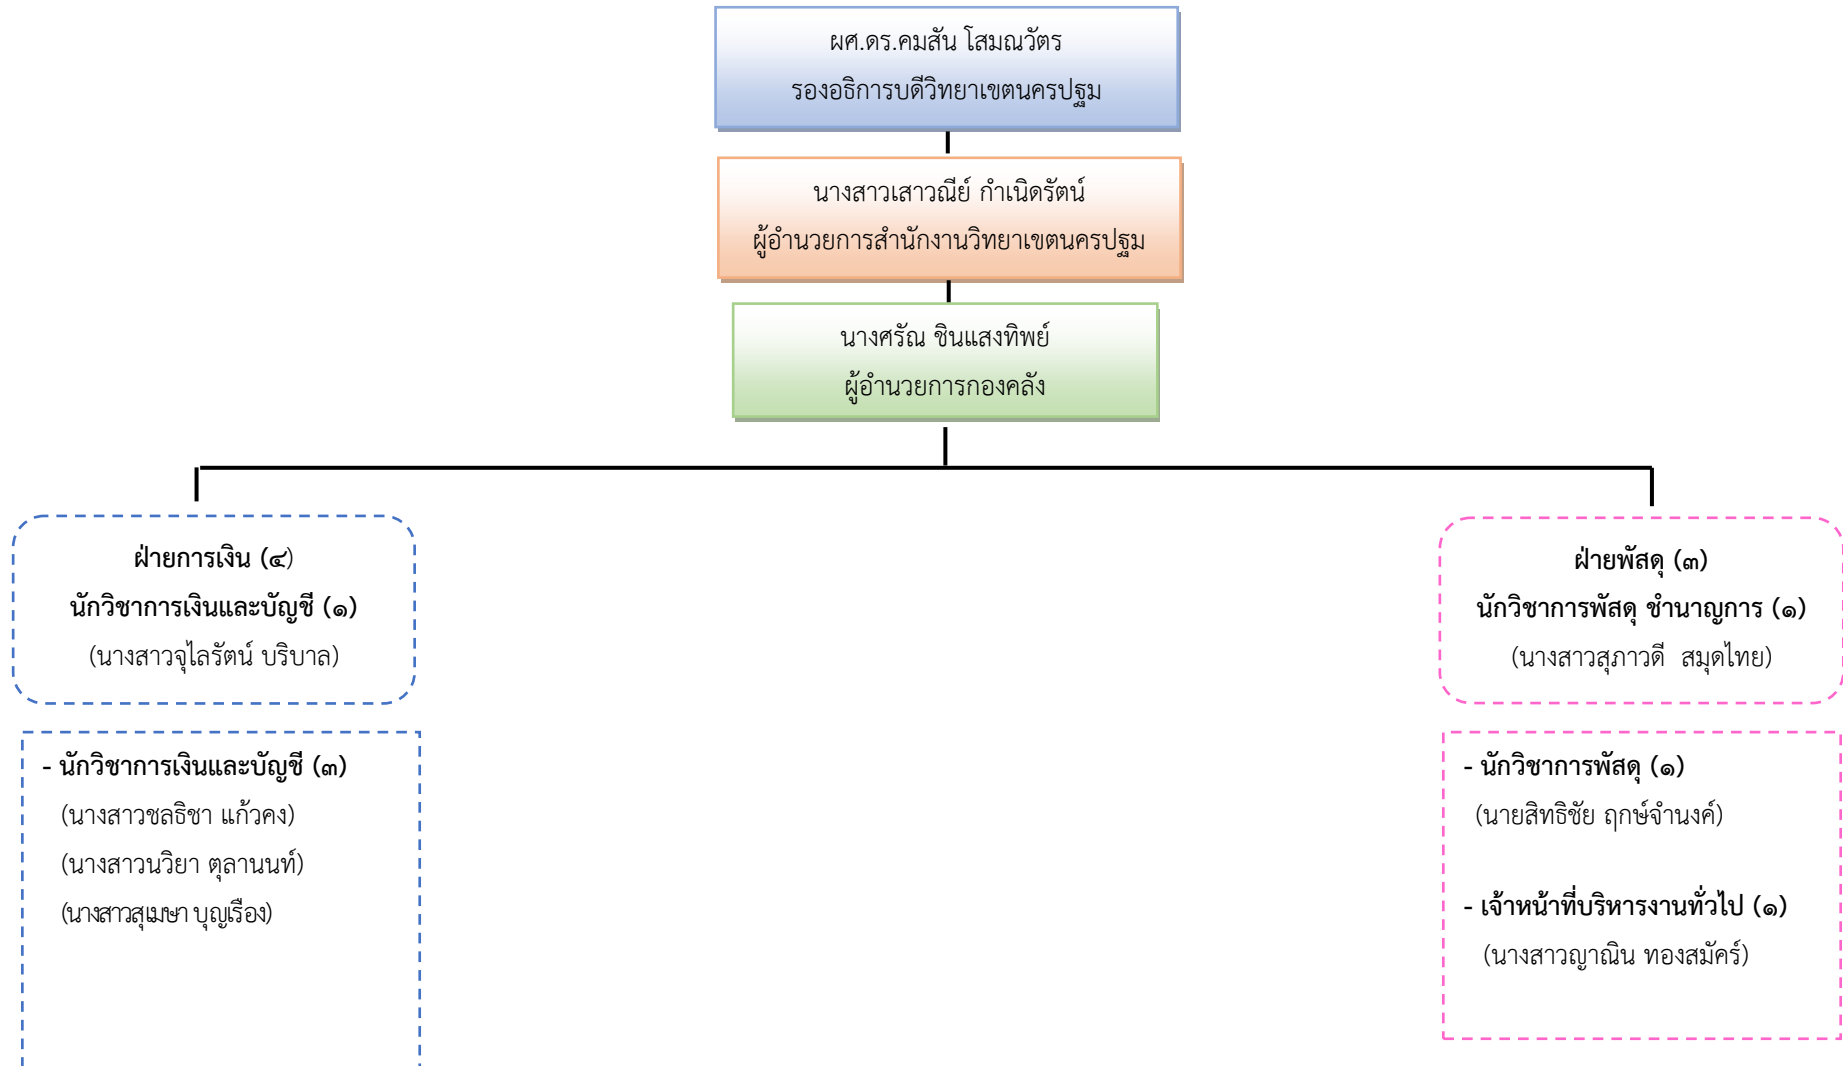 ผศ.ดร.คมสัน โสมณวัตร
รองอธิการบดีวิทยาเขตนครปฐม
นางสาวเสาวณีย์ กำเนิดรัตน์
ผู้อำนวยการสำนักงานวิทยาเขตนครปฐม
นางศรัณ ชินแสงทิพย์
ผู้อำนวยการกองคลัง
ฝ่ายการเงิน (๔)
นักวิชาการเงินและบัญชี (๑)
(นางสาวจุไลรัตน์ บริบาล)
- นักวิชาการเงินและบัญชี (๓)
(นางสาวชลธิชา แก้วคง)
(นางสาวนวิยา ตุลานนท์)
(นางสาวสุเมษา บุญเรือง)
ฝ่ายพัสดุ (๓)
นักวิชาการพัสดุ ชำนาญการ (๑)
(นางสาวสุภาวดี สมุดไทย)
- นักวิชาการพัสดุ (๑)
(นายสิทธิชัย ฤกษ์จำนงค์)
- เจ้าหน้าที่บริหารงานทั่วไป (๑)
(นางสาวญาณิน ทองสมัคร์)